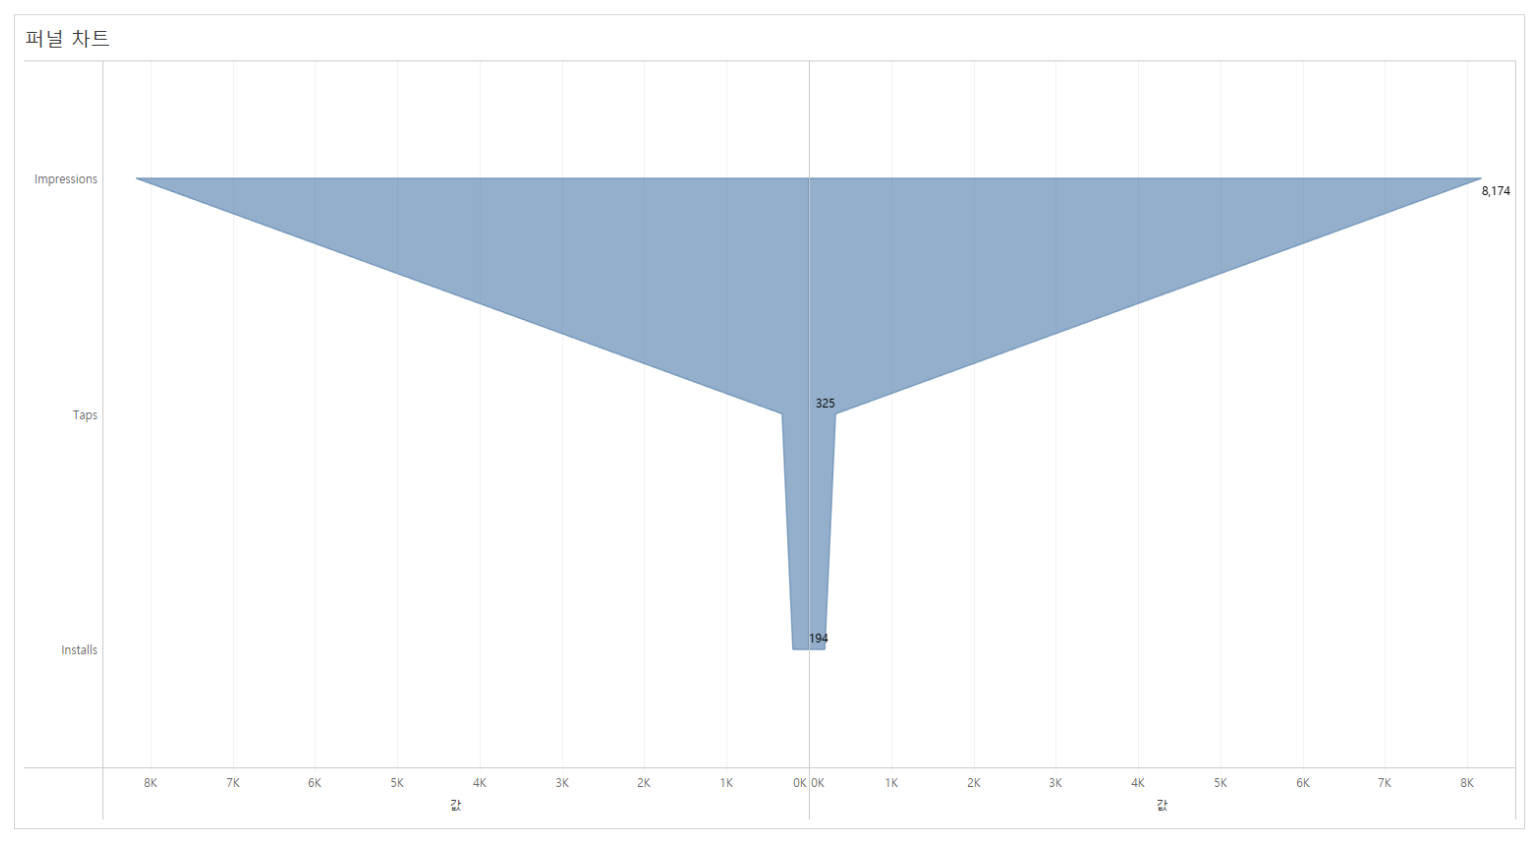 퍼널 차트
Impressions
8,174
Taps
325
Installs
194
8K 7K 6K 5K 4K 3K 2K 1K 0K 0K 1K 2K 3K 4K 5K 6K 7K 8K
값 값